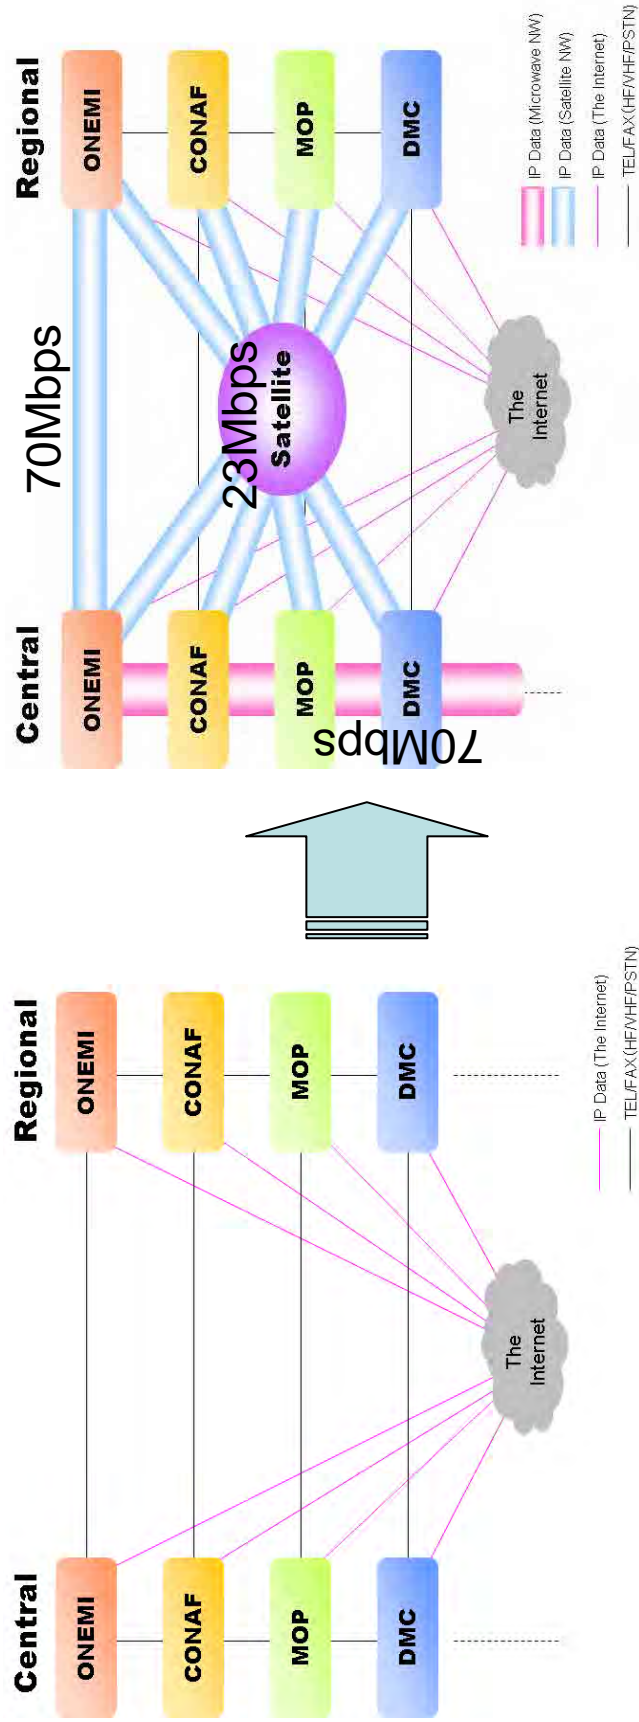 Central
Regional
ONEMI
ONEMI
CONAF
CONAF
MOP
MOP
DMC
DMC
The
Internet
IP Data (The Internet)
TEL/FAX(HF/VHF/PSTN)
Central
Regional
70Mbps
ONEMI
ONEMI
CONAF
CONAF
23Mbps
Satellite
MOP
MOP
70Mbps
DMC
DMC
The
Internet
IP Data (Microwave NW)
IP Data (Satellite NW)
IP Data (The Internet)
TEL/FAX(HF/VHF/PSTN)